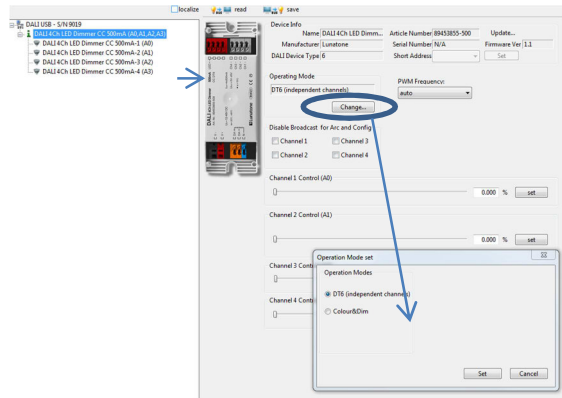 localize read save
DALI USB - S/N 9019
DALI 4Ch LED Dimmer CC 500mA (A0,A1,A2,A3)
DALI 4Ch LED Dimmer CC 500mA-1 (A0)
DALI 4Ch LED Dimmer CC 500mA-2 (A1)
DALI 4Ch LED Dimmer CC 500mA-3 (A2)
DALI 4Ch LED Dimmer CC 500mA-4 (A3)
Device Info
Name DALI 4Ch LED Dimm... Article Number 89453855-500 Update...
Manufacturer Lunatone Serial Number N/A Firmware Ver 1.1
DALI Device Type 6 Short Address Set
Operating Mode
DT6 (independent channels)
Change...
PWM Frequency:
auto
Disable Broadcast for Arc and Config
Channel 1 Channel 3
Channel 2 Channel 4
Channel 1 Control (A0)
0.000 % set
Channel 2 Control (A1)
0.000 % set
Channel 3 Conti
Channel 4 Conti
Operation Mode set
Operation Modes
DT6 (independent channels)
Colour&Dim
Set Cancel